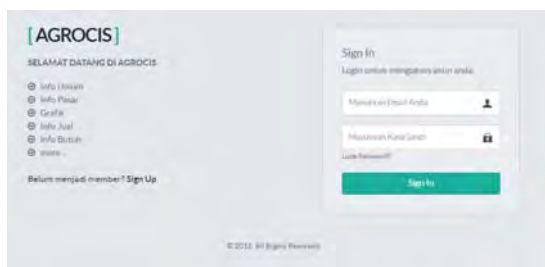 [ AGROCIS ]
SELAMAT DATANG DI AGROCIS
Info Umum
Info Pasar
Grafik
Info Jual
Info Butuh
more...
Belum menjadi member? Sign Up
Sign In
Login untuk mengatur akun anda
Masukkan Email Anda
Masukkan Kata Sandi
Lupa Password?
Sign In
All Rights Reserved